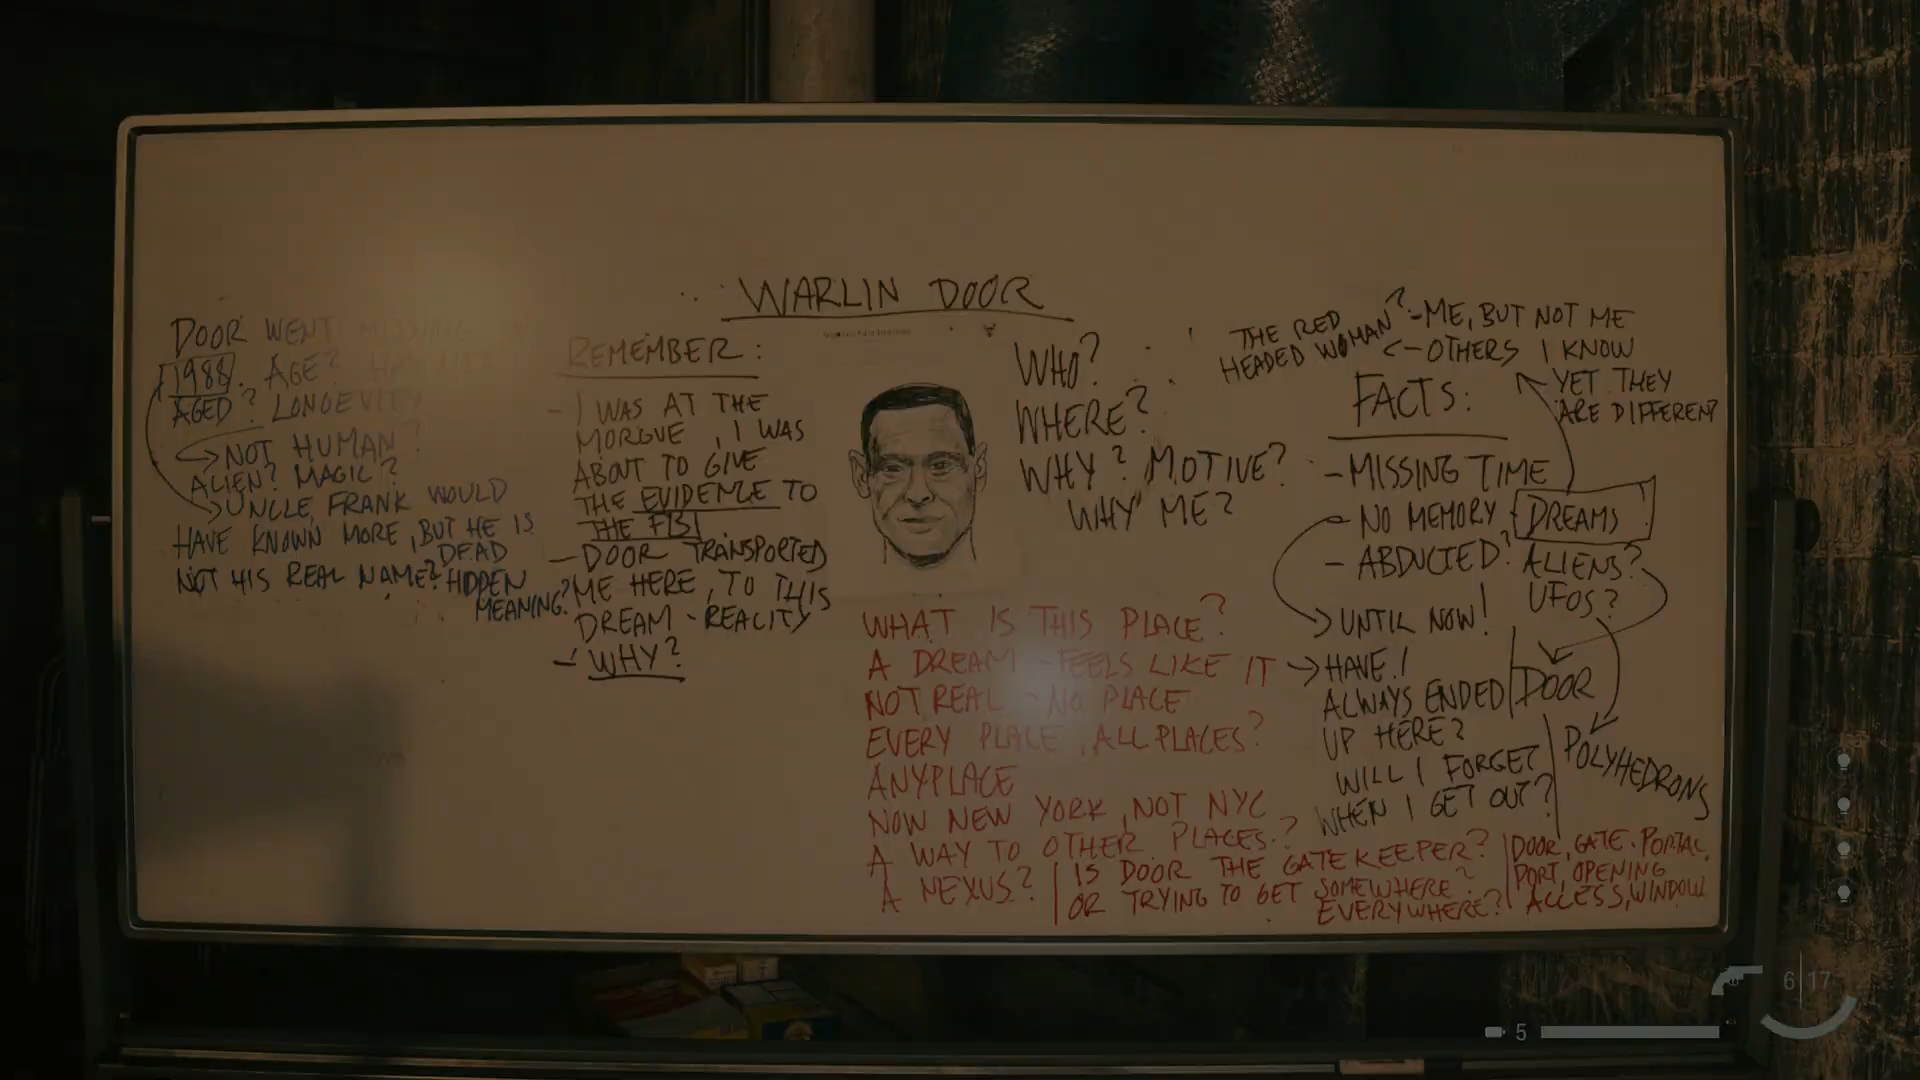 WARLIN DOOR
DOOR WENT MISSING
1988. AGE?
AGED? LONGEVITY
→ NOT HUMAN?
ALIEN? MAGIC?
→ UNCLE FRANK WOULD
HAVE KNOWN MORE, BUT HE IS
DEAD
NOT HIS REAL NAME? HIDDEN
MEANING?
REMEMBER:
- I WAS AT THE
MORGUE, I WAS
ABOUT TO GIVE
THE EVIDENCE TO
THE FBI
- DOOR TRANSPORTED
ME HERE, TO THIS
DREAM - REALITY
- WHY?
WHO?
WHERE?
WHY? MOTIVE?
WHY ME?
THE RED
HEADED WOMAN?
- ME, BUT NOT ME
<- OTHERS I KNOW
YET THEY
ARE DIFFERENT
FACTS:
- MISSING TIME
- NO MEMORY { DREAMS
- ABDUCTED? ALIENS?
UFOS?
→ UNTIL NOW!
→ HAVE I
ALWAYS ENDED
UP HERE?
WILL I FORGET
WHEN I GET OUT?
DOOR
POLYHEDRONS
WHAT IS THIS PLACE?
A DREAM - FEELS LIKE IT
NOT REAL - NO PLACE
EVERY PLACE, ALL PLACES?
ANYPLACE
NOW NEW YORK, NOT NYC
A WAY TO OTHER PLACES?
A NEXUS?
IS DOOR THE GATEKEEPER?
OR TRYING TO GET SOMEWHERE?
EVERYWHERE?
DOOR, GATE, PORTAL,
PORT, OPENING
ACCESS, WINDOW
6|17
5